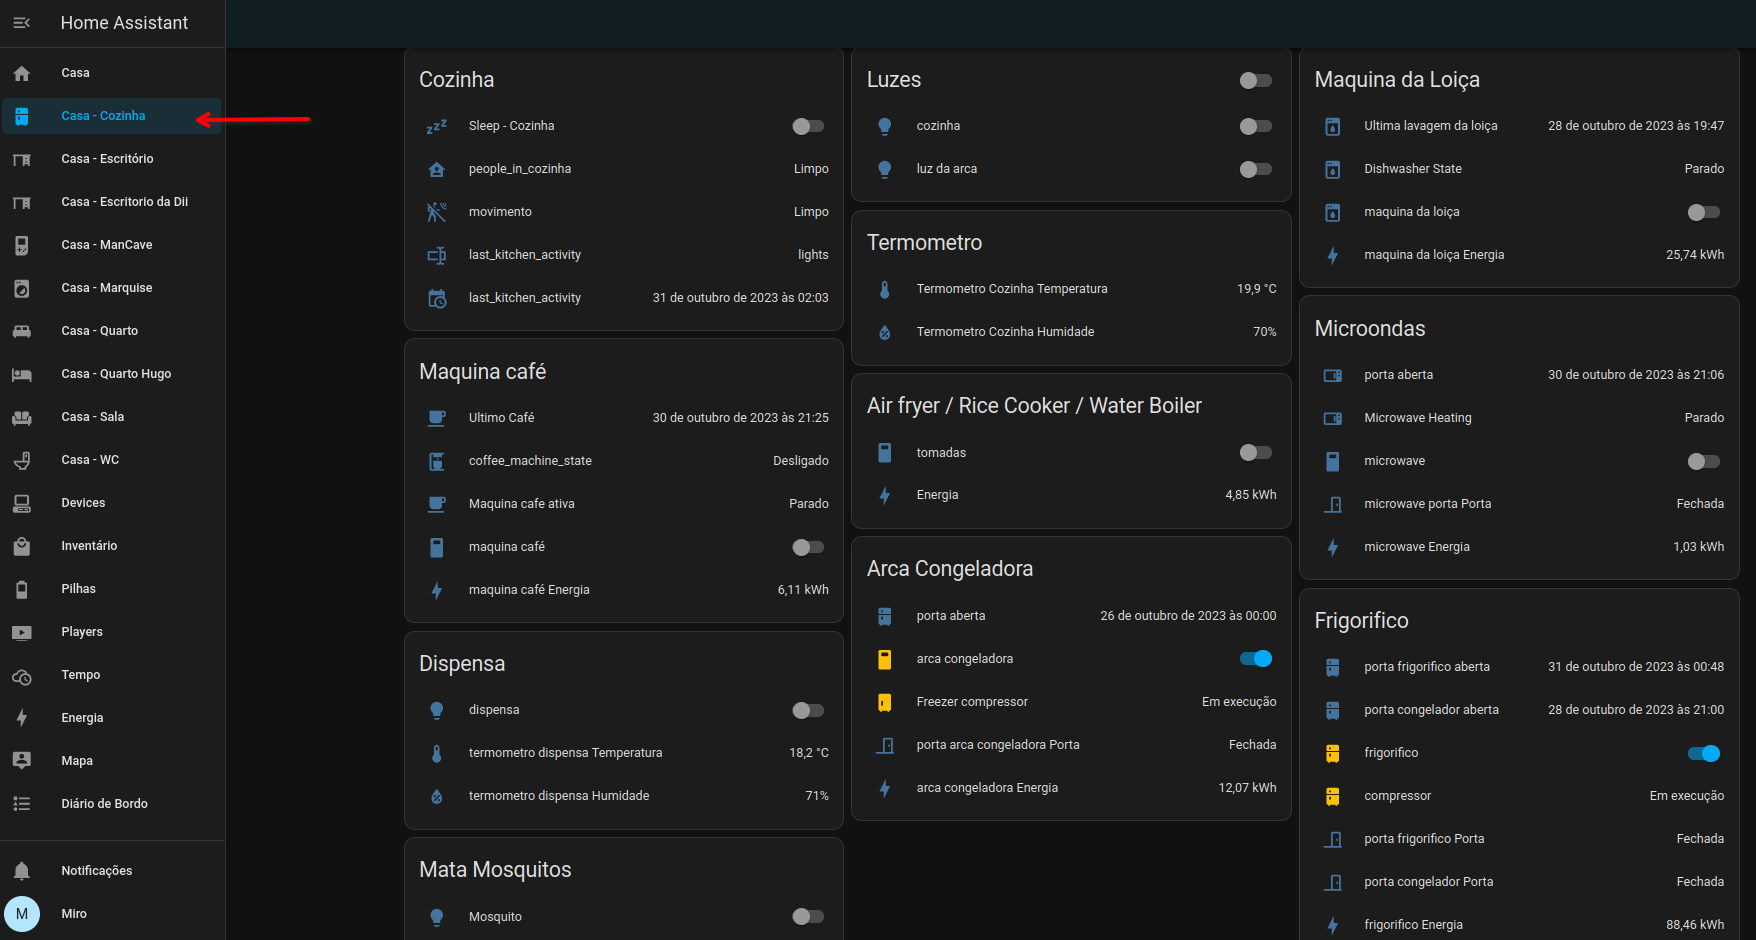 Home Assistant
Casa
Casa - Cozinha
Casa - Escritório
Casa - Escritorio da Dii
Casa - ManCave
Casa - Marquise
Casa - Quarto
Casa - Quarto Hugo
Casa - Sala
Casa - WC
Devices
Inventário
Pilhas
Players
Tempo
Energia
Mapa
Diário de Bordo
Notificações
M Miro
Cozinha
Sleep - Cozinha
people_in_cozinha Limpo
movimento Limpo
last_kitchen_activity lights
last_kitchen_activity 31 de outubro de 2023 às 02:03
Maquina café
Ultimo Café 30 de outubro de 2023 às 21:25
coffee_machine_state Desligado
Maquina cafe ativa Parado
maquina café
maquina café Energia 6,11 kWh
Dispensa
dispensa
termometro dispensa Temperatura 18,2 °C
termometro dispensa Humidade 71%
Mata Mosquitos
Mosquito
Luzes
cozinha
luz da arca
Termometro
Termometro Cozinha Temperatura 19,9 °C
Termometro Cozinha Humidade 70%
Air fryer / Rice Cooker / Water Boiler
tomadas
Energia 4,85 kWh
Arca Congeladora
porta aberta 26 de outubro de 2023 às 00:00
arca congeladora
Freezer compressor Em execução
porta arca congeladora Porta Fechada
arca congeladora Energia 12,07 kWh
Maquina da Loiça
Ultima lavagem da loiça 28 de outubro de 2023 às 19:47
Dishwasher State Parado
maquina da loiça
maquina da loiça Energia 25,74 kWh
Microondas
porta aberta 30 de outubro de 2023 às 21:06
Microwave Heating Parado
microwave
microwave porta Porta Fechada
microwave Energia 1,03 kWh
Frigorifico
porta frigorifico aberta 31 de outubro de 2023 às 00:48
porta congelador aberta 28 de outubro de 2023 às 21:00
frigorifico
compressor Em execução
porta frigorifico Porta Fechada
porta congelador Porta Fechada
frigorifico Energia 88,46 kWh